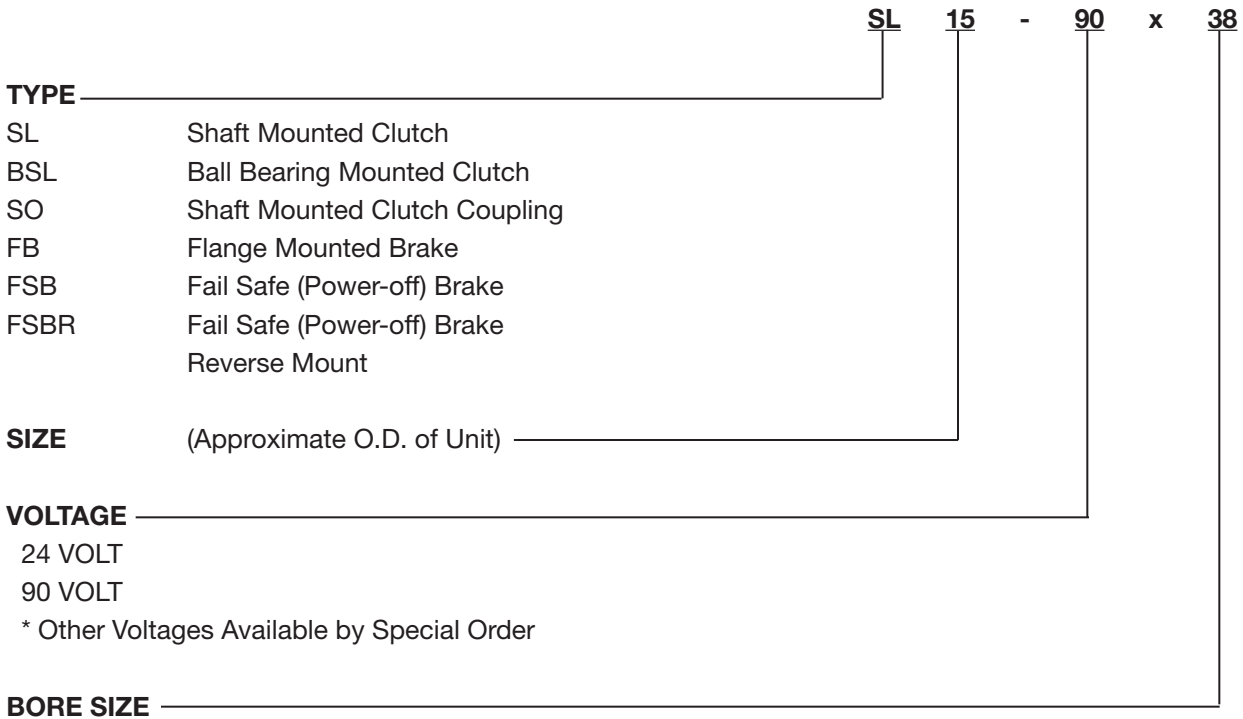 SL 15 - 90 x 38
TYPE
SL Shaft Mounted Clutch
BSL Ball Bearing Mounted Clutch
SO Shaft Mounted Clutch Coupling
FB Flange Mounted Brake
FSB Fail Safe (Power-off) Brake
FSBR Fail Safe (Power-off) Brake
Reverse Mount
SIZE (Approximate O.D. of Unit)
VOLTAGE
24 VOLT
90 VOLT
* Other Voltages Available by Special Order
BORE SIZE